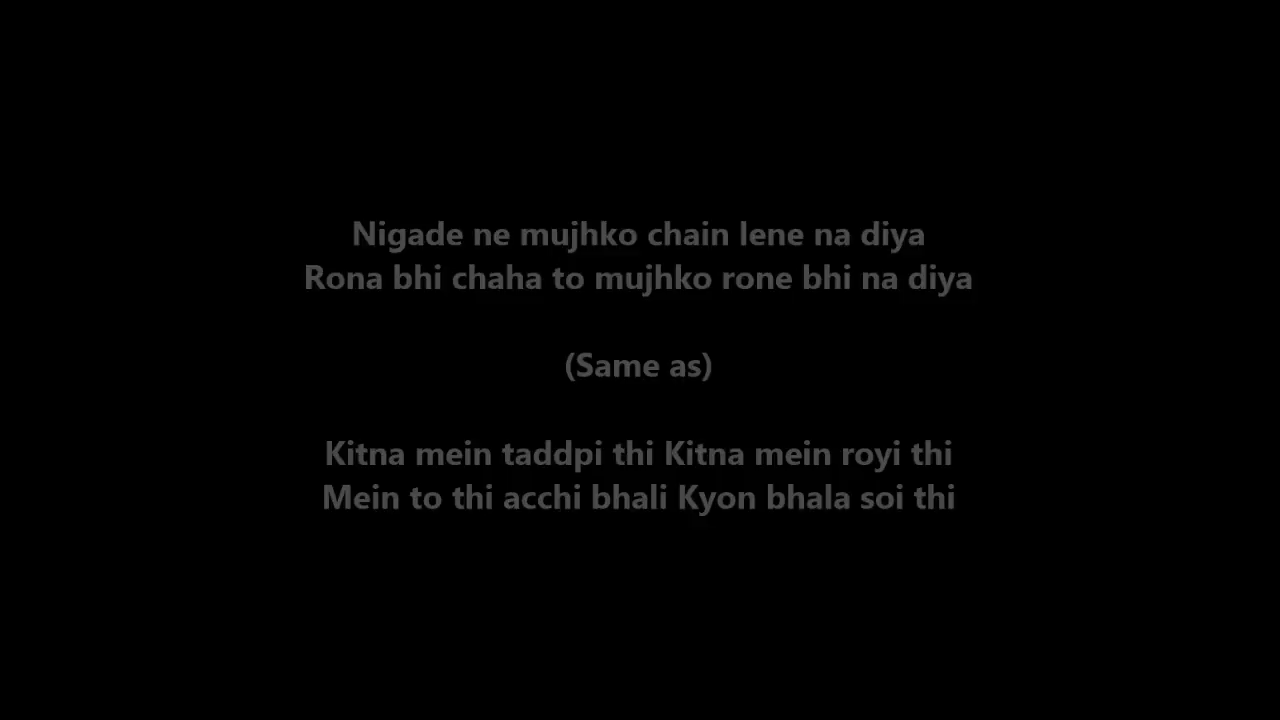 Nigade ne mujhko chain lene na diya
Rona bhi chaha to mujhko rone bhi na diya
(Same as)
Kitna mein taddpi thi Kitna mein royi thi
Mein to thi acchi bhali Kyon bhala soi thi